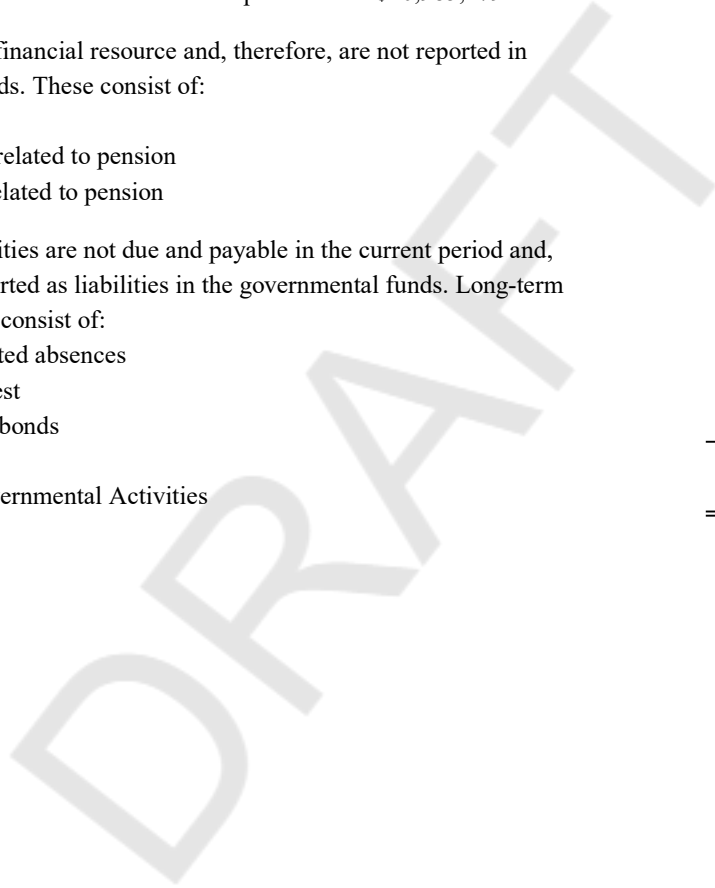 financial resource and, therefore, are not reported in
ds. These consist of:
related to pension
elated to pension
ities are not due and payable in the current period and,
rted as liabilities in the governmental funds. Long-term
consist of:
ted absences
est
bonds
ernmental Activities
DRAFT